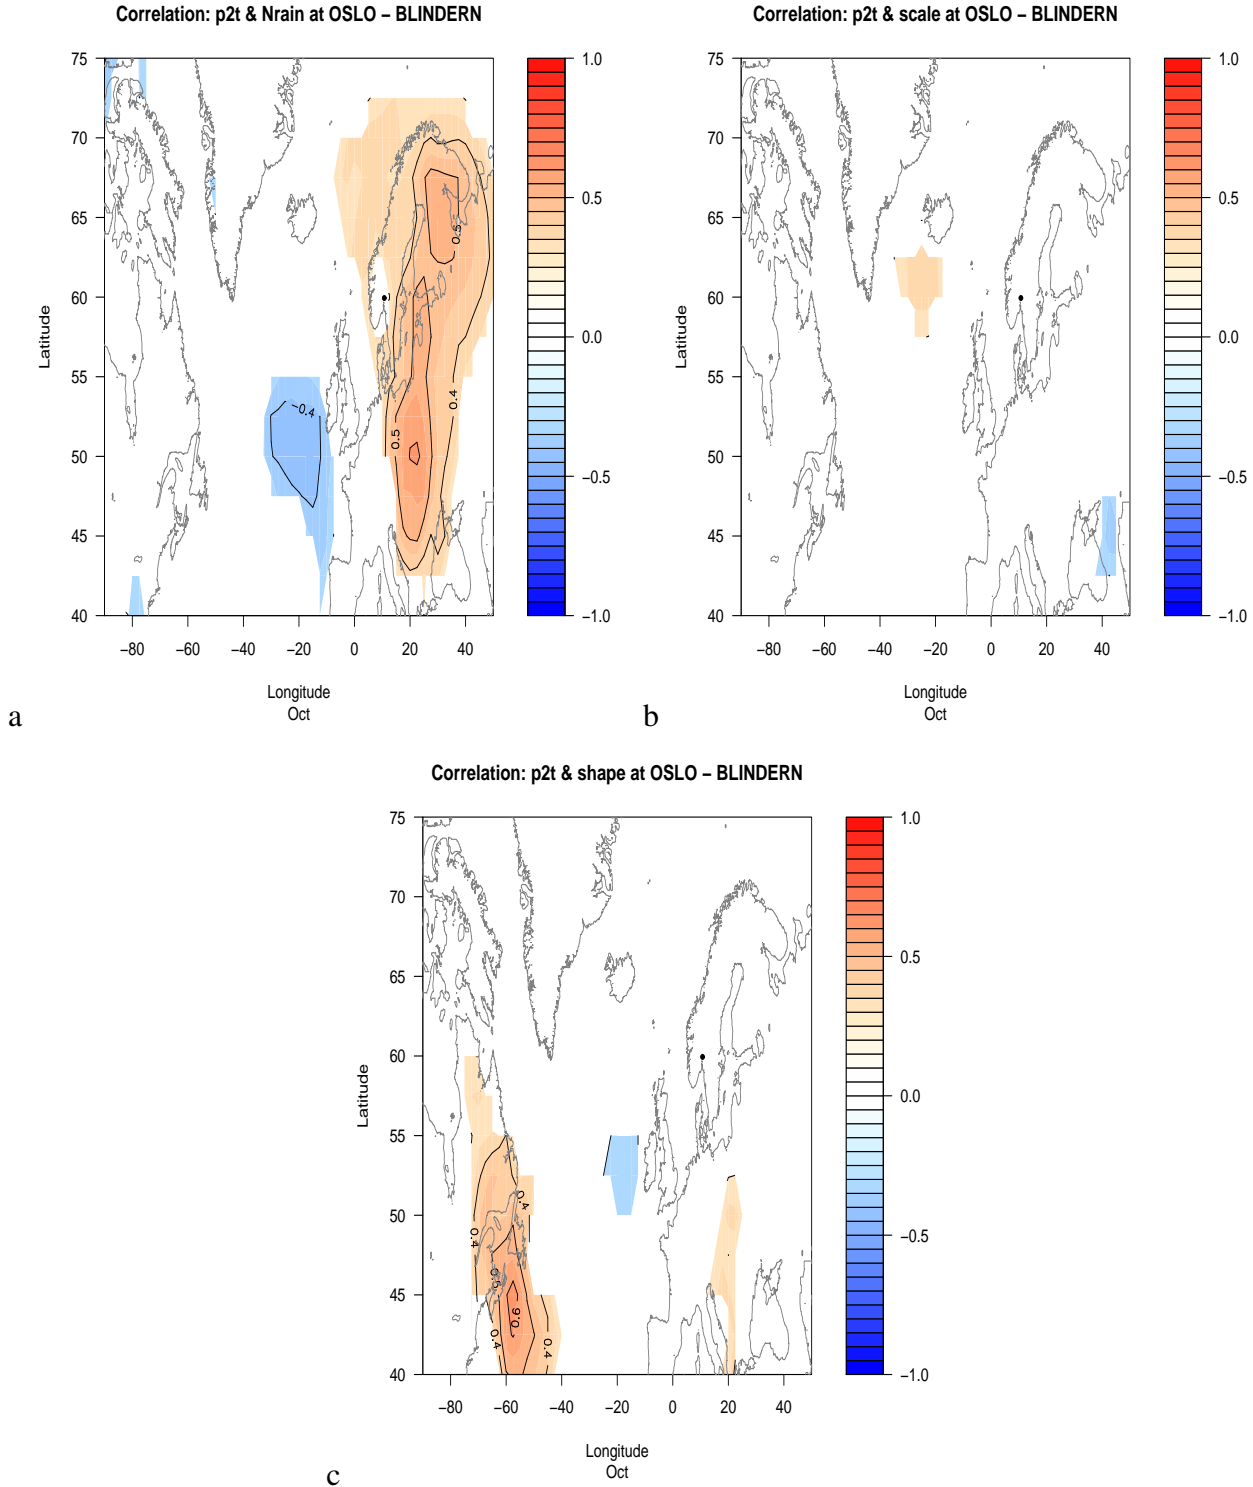 Correlation: p2t & Nrain at OSLO − BLINDERN
75
70
65
60
55
50
45
40
Latitude
−80 −60 −40 −20 0 20 40
Longitude
Oct
0.5
0.5
0.4
−0.4
1.0
0.5
0.0
−0.5
−1.0
a
Correlation: p2t & scale at OSLO − BLINDERN
75
70
65
60
55
50
45
40
Latitude
−80 −60 −40 −20 0 20 40
Longitude
Oct
1.0
0.5
0.0
−0.5
−1.0
b
Correlation: p2t & shape at OSLO − BLINDERN
75
70
65
60
55
50
45
40
Latitude
−80 −60 −40 −20 0 20 40
Longitude
Oct
0.4
0.4
0.5
0.6
0.4
0.4
1.0
0.5
0.0
−0.5
−1.0
c